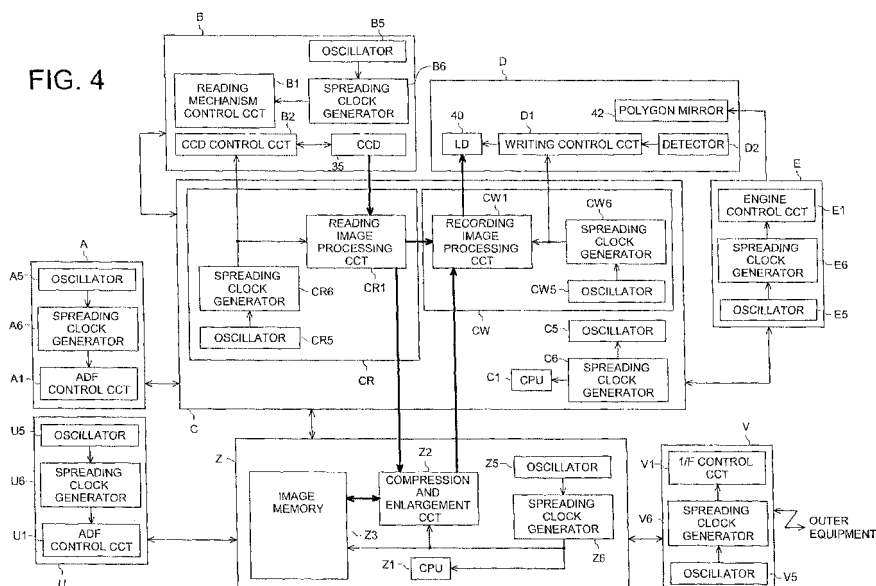 FIG. 4
B
B5
OSCILLATOR
B6
B1
READING
MECHANISM
CONTROL CCT
SPREADING
CLOCK
GENERATOR
B2
CCD CONTROL CCT
CCD
35
D
42
POLYGON MIRROR
40
D1
LD
WRITING CONTROL CCT
DETECTOR
D2
E
ENGINE
CONTROL CCT
E1
SPREADING
CLOCK
GENERATOR
E6
OSCILLATOR
E5
CW1
CW6
READING
IMAGE
PROCESSING
CCT
CR1
RECORDING
IMAGE
PROCESSING
CCT
SPREADING
CLOCK
GENERATOR
CW5
OSCILLATOR
SPREADING
CLOCK
GENERATOR
CR6
OSCILLATOR
CR5
CR
CW
C5
OSCILLATOR
C6
C1
CPU
SPREADING
CLOCK
GENERATOR
C
A
A5
OSCILLATOR
A6
SPREADING
CLOCK
GENERATOR
A1
ADF
CONTROL CCT
U5
OSCILLATOR
U6
SPREADING
CLOCK
GENERATOR
U1
ADF
CONTROL CCT
U
Z
IMAGE
MEMORY
Z3
Z2
COMPRESSION
AND
ENLARGEMENT
CCT
Z5
OSCILLATOR
SPREADING
CLOCK
GENERATOR
Z6
Z1
CPU
V
V1
1/F CONTROL
CCT
V6
SPREADING
CLOCK
GENERATOR
OSCILLATOR
V5
OUTER
EQUIPMENT